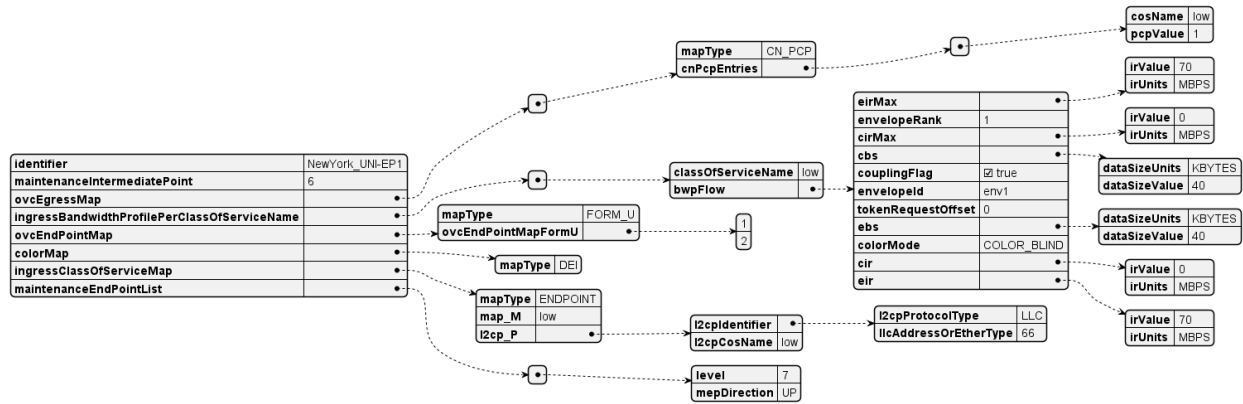 identifier NewYork_UNI-EP1
maintenanceIntermediatePoint 6
ovcEgressMap
ingressBandwidthProfilePerClassOfServiceName
ovcEndPointMap
colorMap
ingressClassOfServiceMap
maintenanceEndPointList
mapType CN_PCP
cnPcpEntries
cosName low
pcpValue 1
classOfServiceName low
bwpFlow
eirMax
envelopeRank 1
cirMax
cbs
couplingFlag ☑ true
envelopeId env1
tokenRequestOffset 0
ebs
colorMode COLOR_BLIND
cir
eir
irValue 70
irUnits MBPS
irValue 0
irUnits MBPS
dataSizeUnits KBYTES
dataSizeValue 40
dataSizeUnits KBYTES
dataSizeValue 40
irValue 0
irUnits MBPS
irValue 70
irUnits MBPS
mapType FORM_U
ovcEndPointMapFormU
1
2
mapType DEI
mapType ENDPOINT
map_M low
l2cp_P
l2cpIdentifier
l2cpCosName low
l2cpProtocolType LLC
llcAddressOrEtherType 66
level 7
mepDirection UP